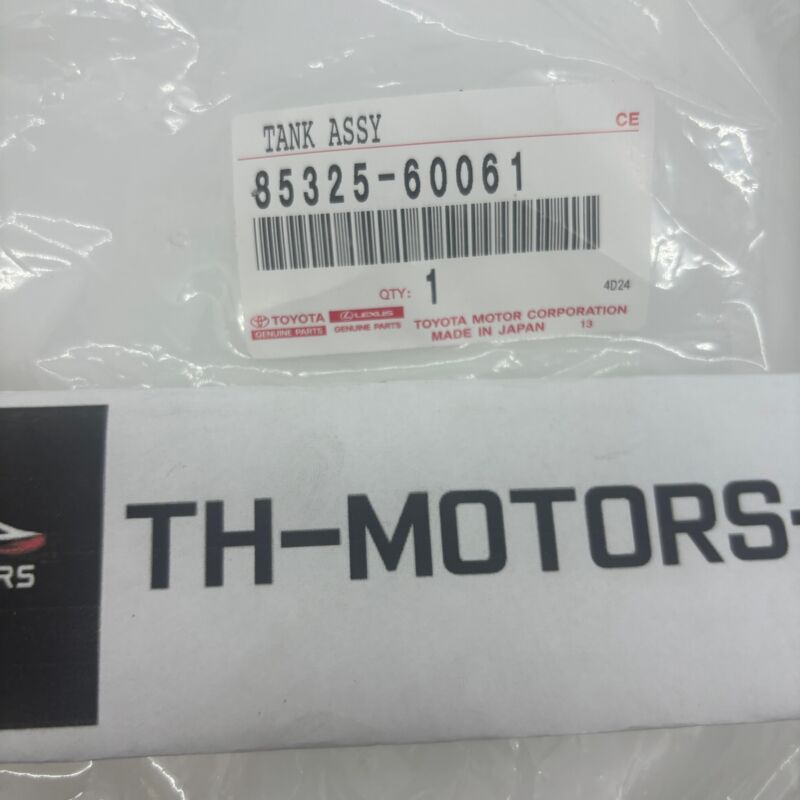 TANK ASSY
CE
85325-60061
QTY: 1
4D24
TOYOTA
GENUINE PARTS
LEXUS
GENUINE PARTS
TOYOTA MOTOR CORPORATION
MADE IN JAPAN 13
RS
TH-MOTORS-